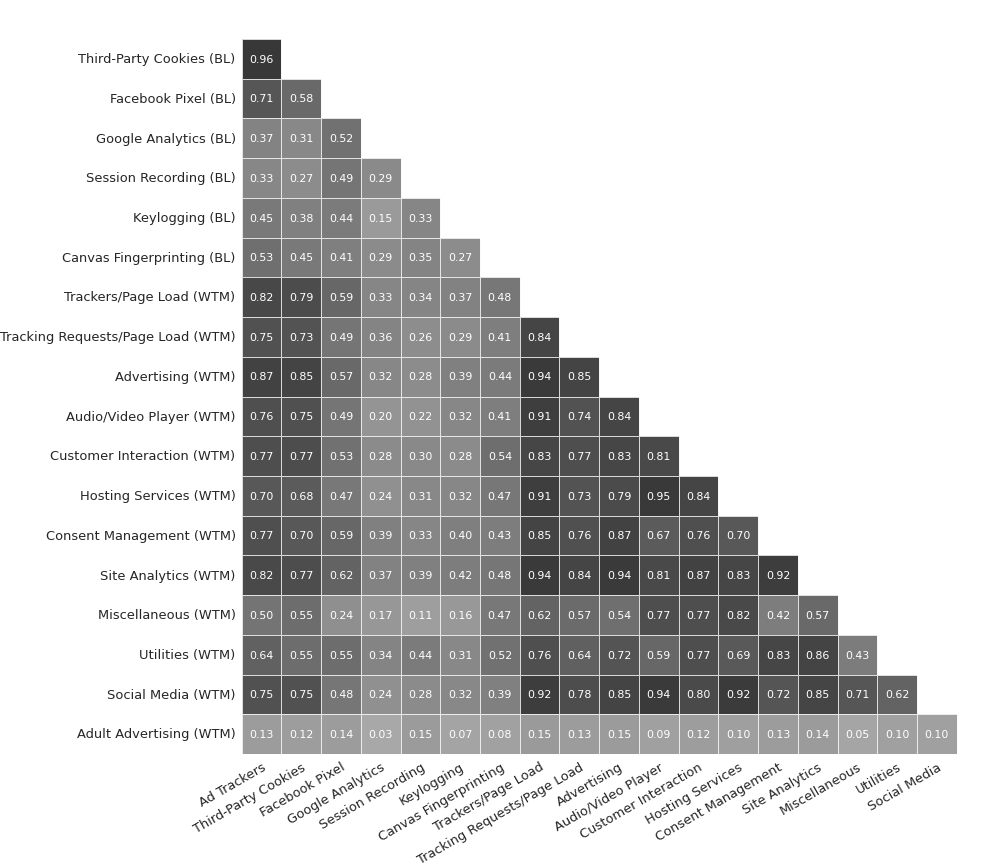 Third-Party Cookies (BL) 0.96
Facebook Pixel (BL) 0.71 0.58
Google Analytics (BL) 0.37 0.31 0.52
Session Recording (BL) 0.33 0.27 0.49 0.29
Keylogging (BL) 0.45 0.38 0.44 0.15 0.33
Canvas Fingerprinting (BL) 0.53 0.45 0.41 0.29 0.35 0.27
Trackers/Page Load (WTM) 0.82 0.79 0.59 0.33 0.34 0.37 0.48
Tracking Requests/Page Load (WTM) 0.75 0.73 0.49 0.36 0.26 0.29 0.41 0.84
Advertising (WTM) 0.87 0.85 0.57 0.32 0.28 0.39 0.44 0.94 0.85
Audio/Video Player (WTM) 0.76 0.75 0.49 0.20 0.22 0.32 0.41 0.91 0.74 0.84
Customer Interaction (WTM) 0.77 0.77 0.53 0.28 0.30 0.28 0.54 0.83 0.77 0.83 0.81
Hosting Services (WTM) 0.70 0.68 0.47 0.24 0.31 0.32 0.47 0.91 0.73 0.79 0.95 0.84
Consent Management (WTM) 0.77 0.70 0.59 0.39 0.33 0.40 0.43 0.85 0.76 0.87 0.67 0.76 0.70
Site Analytics (WTM) 0.82 0.77 0.62 0.37 0.39 0.42 0.48 0.94 0.84 0.94 0.81 0.87 0.83 0.92
Miscellaneous (WTM) 0.50 0.55 0.24 0.17 0.11 0.16 0.47 0.62 0.57 0.54 0.77 0.77 0.82 0.42 0.57
Utilities (WTM) 0.64 0.55 0.55 0.34 0.44 0.31 0.52 0.76 0.64 0.72 0.59 0.77 0.69 0.83 0.86 0.43
Social Media (WTM) 0.75 0.75 0.48 0.24 0.28 0.32 0.39 0.92 0.78 0.85 0.94 0.80 0.92 0.72 0.85 0.71 0.62
Adult Advertising (WTM) 0.13 0.12 0.14 0.03 0.15 0.07 0.08 0.15 0.13 0.15 0.09 0.12 0.10 0.13 0.14 0.05 0.10 0.10
Ad Trackers
Third-Party Cookies
Facebook Pixel
Google Analytics
Session Recording
Keylogging
Canvas Fingerprinting
Trackers/Page Load
Tracking Requests/Page Load
Advertising
Audio/Video Player
Customer Interaction
Hosting Services
Consent Management
Site Analytics
Miscellaneous
Utilities
Social Media